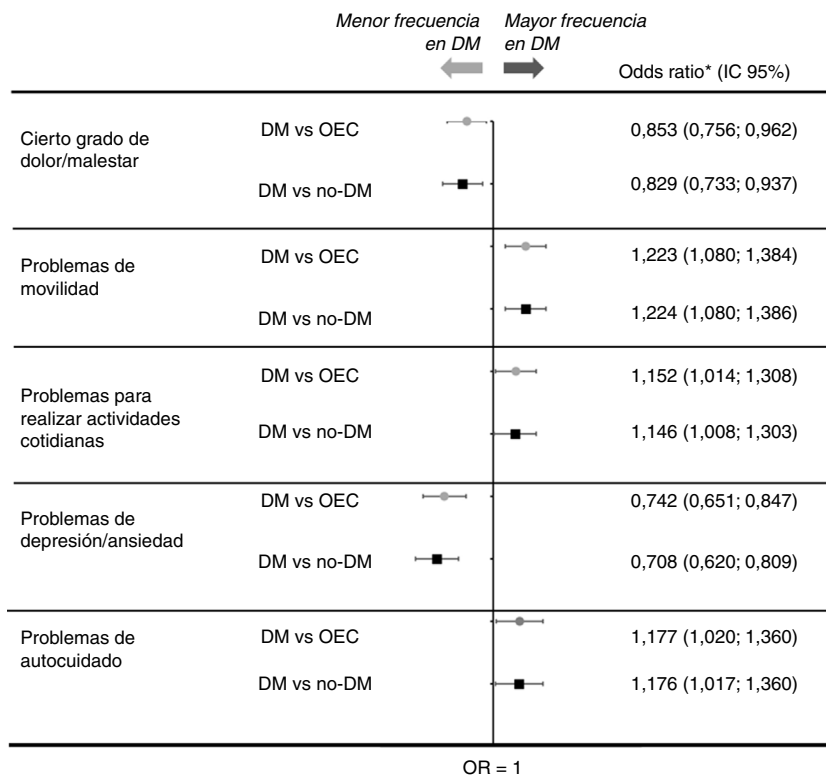 Menor frecuencia
en DM
Mayor frecuencia
en DM
Odds ratio* (IC 95%)
Cierto grado de
dolor/malestar
DM vs OEC
0,853 (0,756; 0,962)
DM vs no-DM
0,829 (0,733; 0,937)
Problemas de
movilidad
DM vs OEC
1,223 (1,080; 1,384)
DM vs no-DM
1,224 (1,080; 1,386)
Problemas para
realizar actividades
cotidianas
DM vs OEC
1,152 (1,014; 1,308)
DM vs no-DM
1,146 (1,008; 1,303)
Problemas de
depresión/ansiedad
DM vs OEC
0,742 (0,651; 0,847)
DM vs no-DM
0,708 (0,620; 0,809)
Problemas de
autocuidado
DM vs OEC
1,177 (1,020; 1,360)
DM vs no-DM
1,176 (1,017; 1,360)
OR = 1